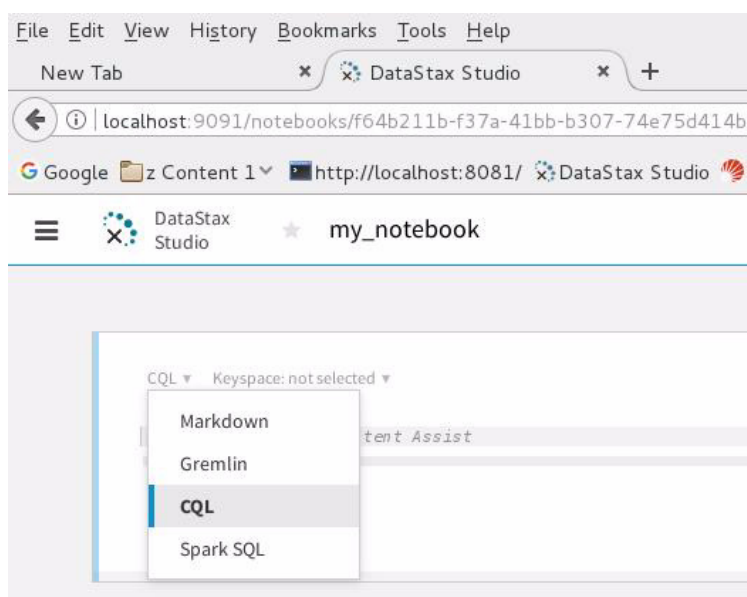 File Edit View History Bookmarks Tools Help
New Tab DataStax Studio
localhost:9091/notebooks/f64b211b-f37a-41bb-b307-74e75d414b
Google z Content 1 http://localhost:8081/ DataStax Studio
DataStax
Studio
my_notebook
CQL Keyspace: not selected
Markdown
tent Assist
Gremlin
CQL
Spark SQL